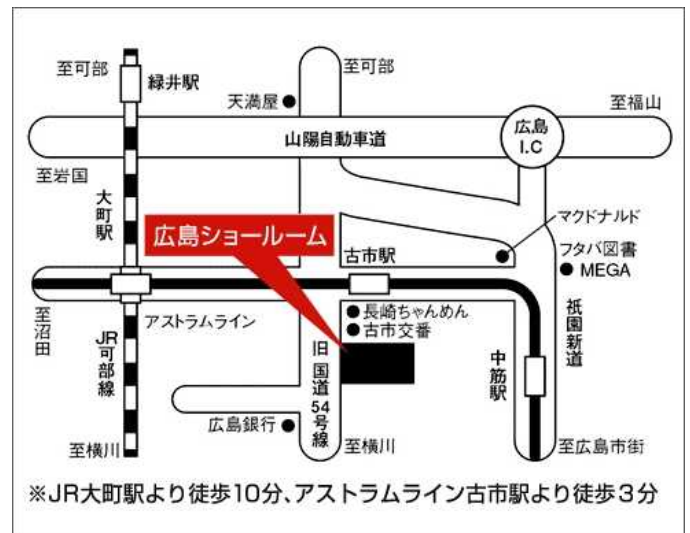 至可部
緑井駅
至可部
天満屋
至福山
広島
I.C
山陽自動車道
至岩国
大町駅
マクドナルド
広島ショールーム
古市駅
フタバ図書
MEGA
長崎ちゃんめん
古市交番
至沼田
アストラムライン
祇園新道
JR可部線
旧国道54号線
中筋駅
広島銀行
至横川
至横川
至広島市街
※JR大町駅より徒歩10分、アストラムライン古市駅より徒歩3分